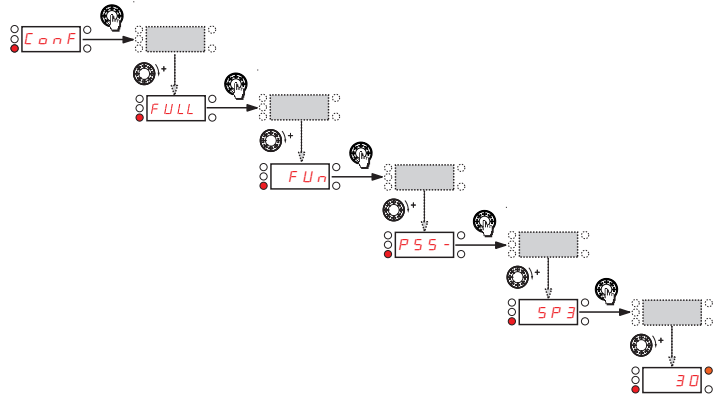 ConF
+
FULL
+
FUn
+
PSS-
+
SP3
+
30